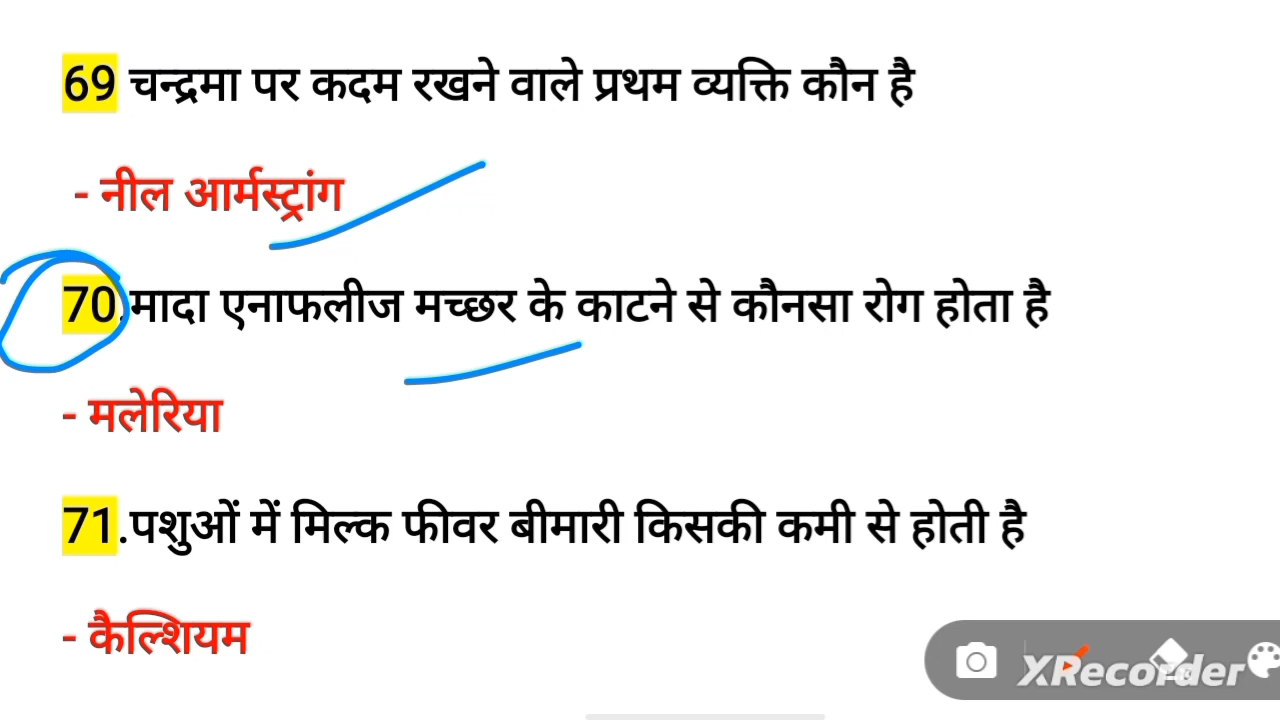 69 चन्द्रमा पर कदम रखने वाले प्रथम व्यक्ति कौन है
- नील आर्मस्ट्रांग
70.मादा एनाफलीज मच्छर के काटने से कौनसा रोग होता है
- मलेरिया
71.पशुओं में मिल्क फीवर बीमारी किसकी कमी से होती है
- कैल्शियम
XRecorder